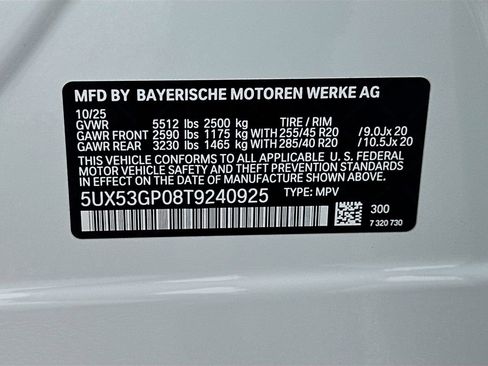 MFD BY BAYERISCHE MOTOREN WERKE AG
10/25
GVWR 5512 lbs 2500 kg TIRE / RIM
GAWR FRONT 2590 lbs 1175 kg WITH 255/45 R20 /9.0Jx 20
GAWR REAR 3230 lbs 1465 kg WITH 285/40 R20 /10.5Jx 20
THIS VEHICLE CONFORMS TO ALL APPLICABLE U. S. FEDERAL
MOTOR VEHICLE SAFETY, BUMPER AND THEFT PREVENTION
STANDARDS IN EFFECT ON THE DATE OF MANUFACTURE SHOWN ABOVE.
5UX53GP08T9240925 TYPE: MPV
300
7 320 730